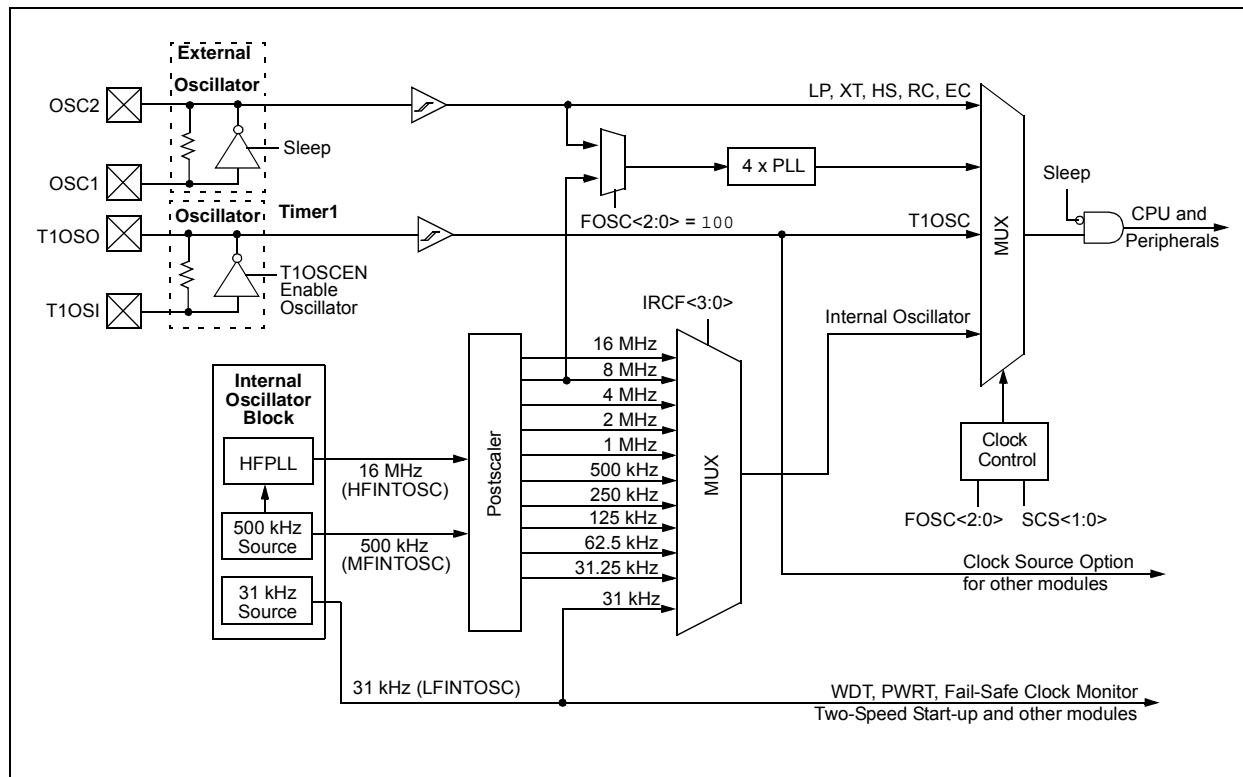 External
Oscillator
OSC2
Sleep
OSC1
LP, XT, HS, RC, EC
4 x PLL
FOSC<2:0> = 100
Sleep
CPU and
Peripherals
MUX
Oscillator
Timer1
T1OSO
T1OSC
T1OSCEN
Enable
Oscillator
T1OSI
IRCF<3:0>
Internal Oscillator
Internal
Oscillator
Block
HFPLL
16 MHz
(HFINTOSC)
500 kHz
Source
500 kHz
(MFINTOSC)
31 kHz
Source
Postscaler
16 MHz
8 MHz
4 MHz
2 MHz
1 MHz
500 kHz
250 kHz
125 kHz
62.5 kHz
31.25 kHz
31 kHz
MUX
Clock
Control
FOSC<2:0>
SCS<1:0>
Clock Source Option
for other modules
31 kHz (LFINTOSC)
WDT, PWRT, Fail-Safe Clock Monitor
Two-Speed Start-up and other modules